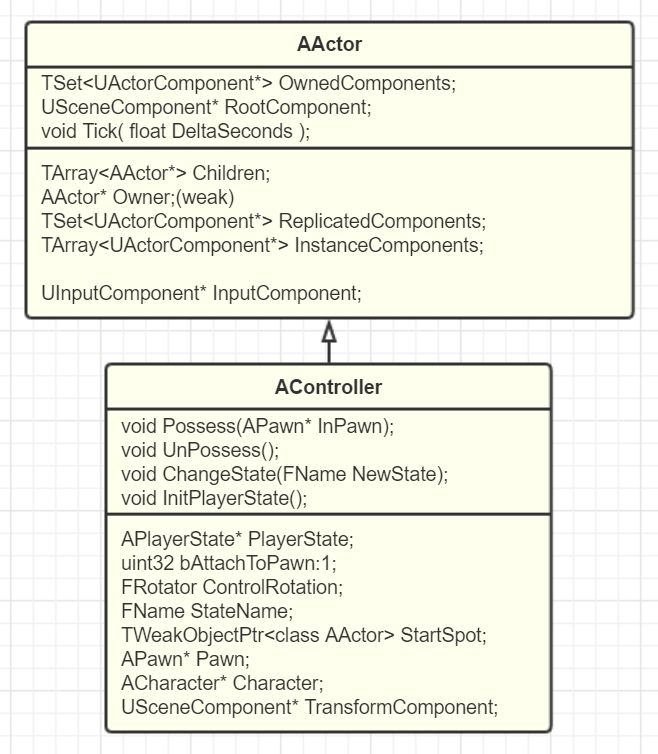 AActor
TSet<UActorComponent*> OwnedComponents;
USceneComponent* RootComponent;
void Tick( float DeltaSeconds );
TArray<AActor*> Children;
AActor* Owner;(weak)
TSet<UActorComponent*> ReplicatedComponents;
TArray<UActorComponent*> InstanceComponents;
UInputComponent* InputComponent;
AController
void Possess(APawn* InPawn);
void UnPossess();
void ChangeState(FName NewState);
void InitPlayerState();
APlayerState* PlayerState;
uint32 bAttachToPawn:1;
FRotator ControlRotation;
FName StateName;
TWeakObjectPtr<class AActor> StartSpot;
APawn* Pawn;
ACharacter* Character;
USceneComponent* TransformComponent;